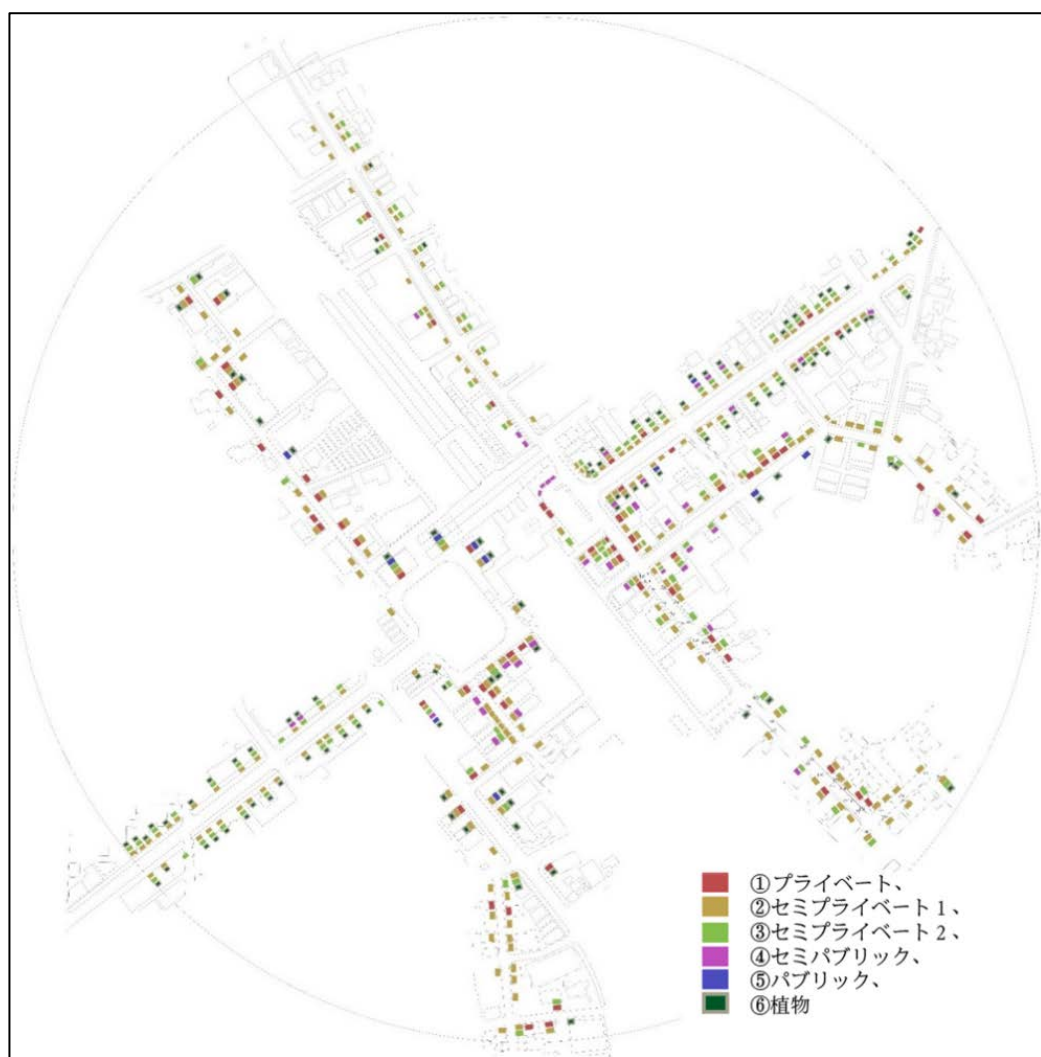 ①プライベート、
②セミプライベート1、
③セミプライベート2、
④セミパブリック、
⑤パブリック、
⑥植物